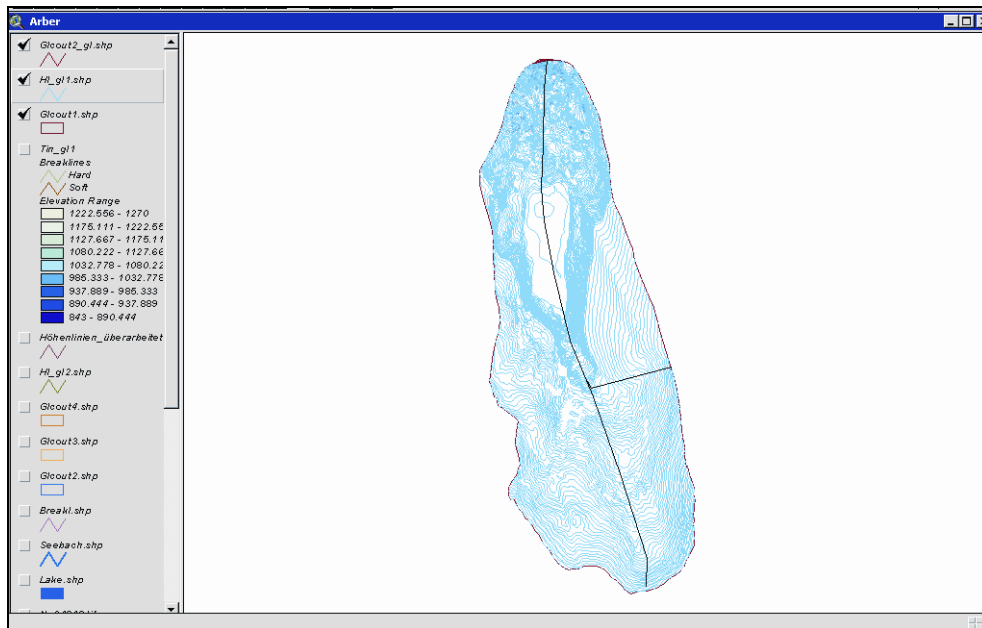 Arber
Glcout2_gl.shp
Hl_gl1.shp
Glcout1.shp
Tin_gl1
Breaklines
Hard
Soft
Elevation Range
1222.556 - 1270
1175.111 - 1222.55
1127.667 - 1175.11
1080.222 - 1127.66
1032.778 - 1080.22
985.333 - 1032.778
937.889 - 985.333
890.444 - 937.889
843 - 890.444
Höhenlinien_überarbeitet
Hl_gl2.shp
Glcout4.shp
Glcout3.shp
Glcout2.shp
Breakl.shp
Seebach.shp
Lake.shp